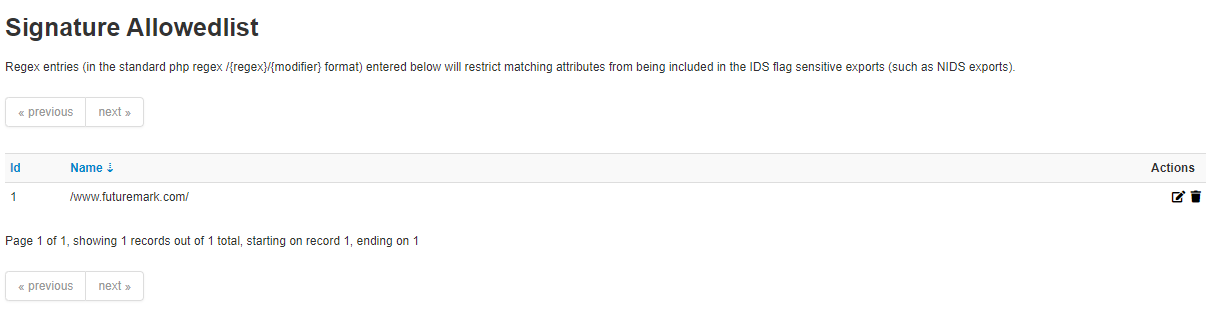 Signature Allowedlist
Regex entries (in the standard php regex /{regex}/{modifier} format) entered below will restrict matching attributes from being included in the IDS flag sensitive exports (such as NIDS exports).
« previous next »
Id Name ↓ Actions
1 /www.futuremark.com/
Page 1 of 1, showing 1 records out of 1 total, starting on record 1, ending on 1
« previous next »